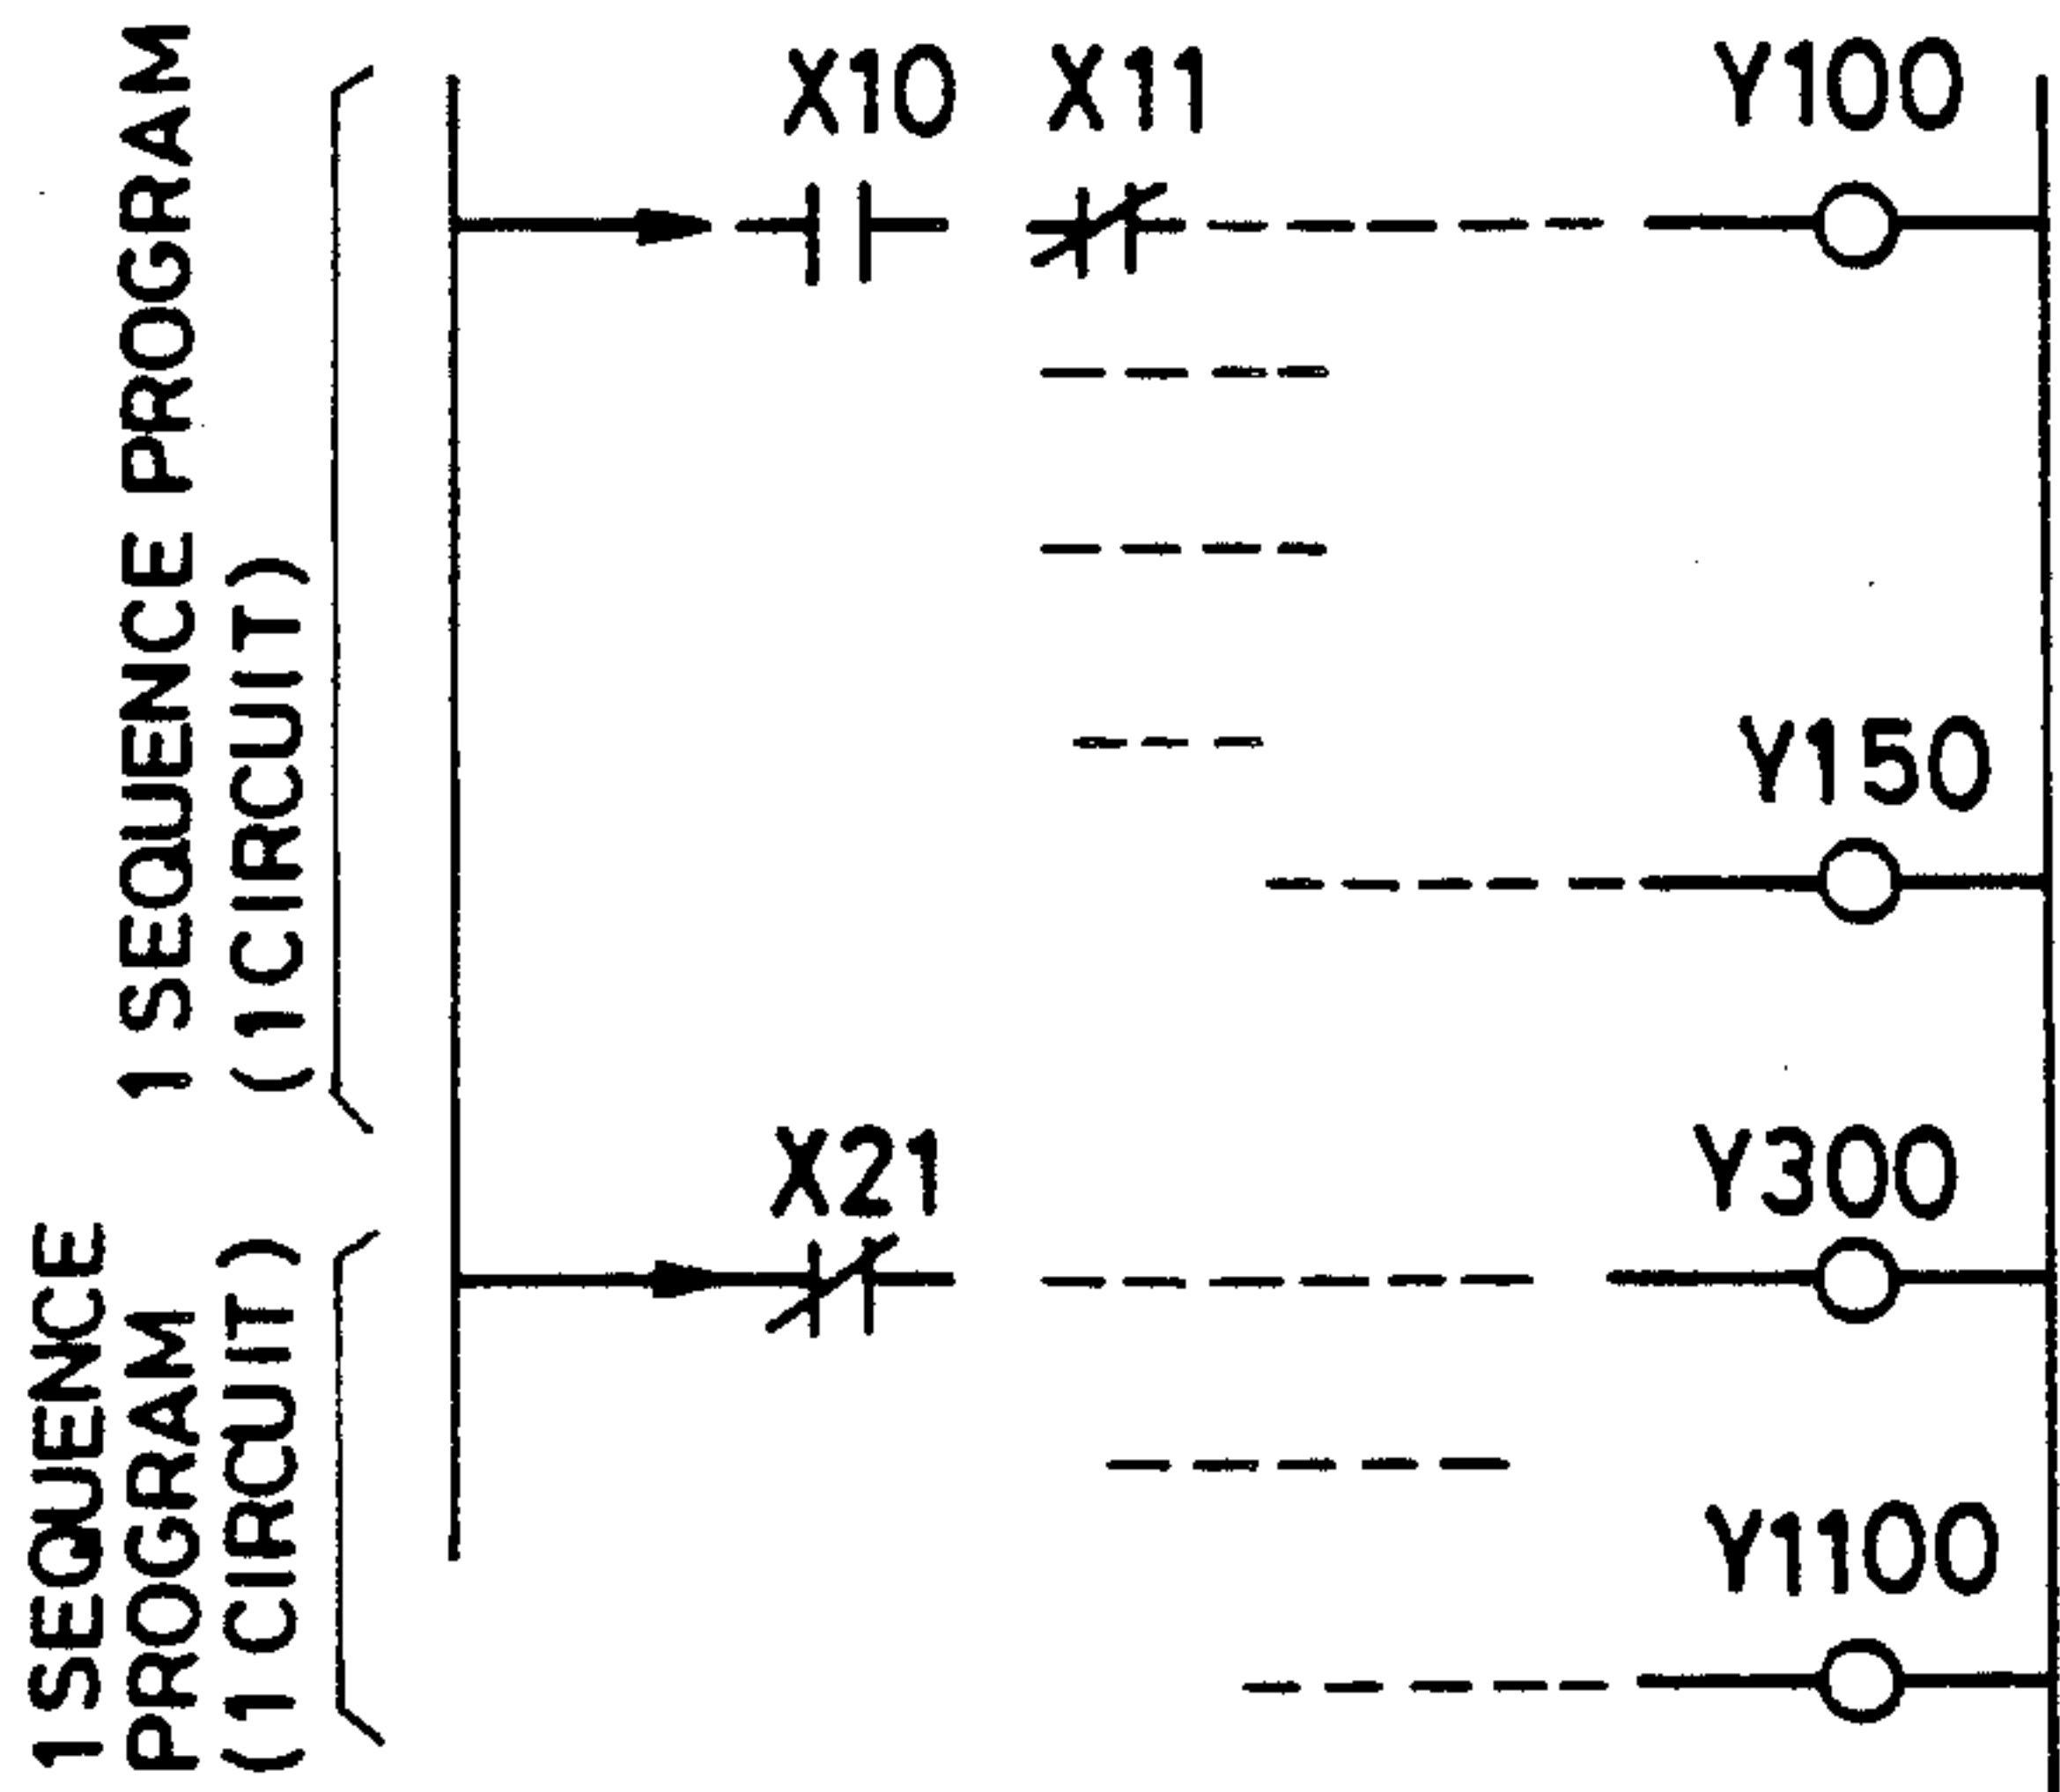 1 SEQUENCE PROGRAM
(1 CIRCUIT)
X10 X11 Y100
Y150
1 SEQUENCE
PROGRAM
(1 CIRCUIT)
X21 Y300
Y1100